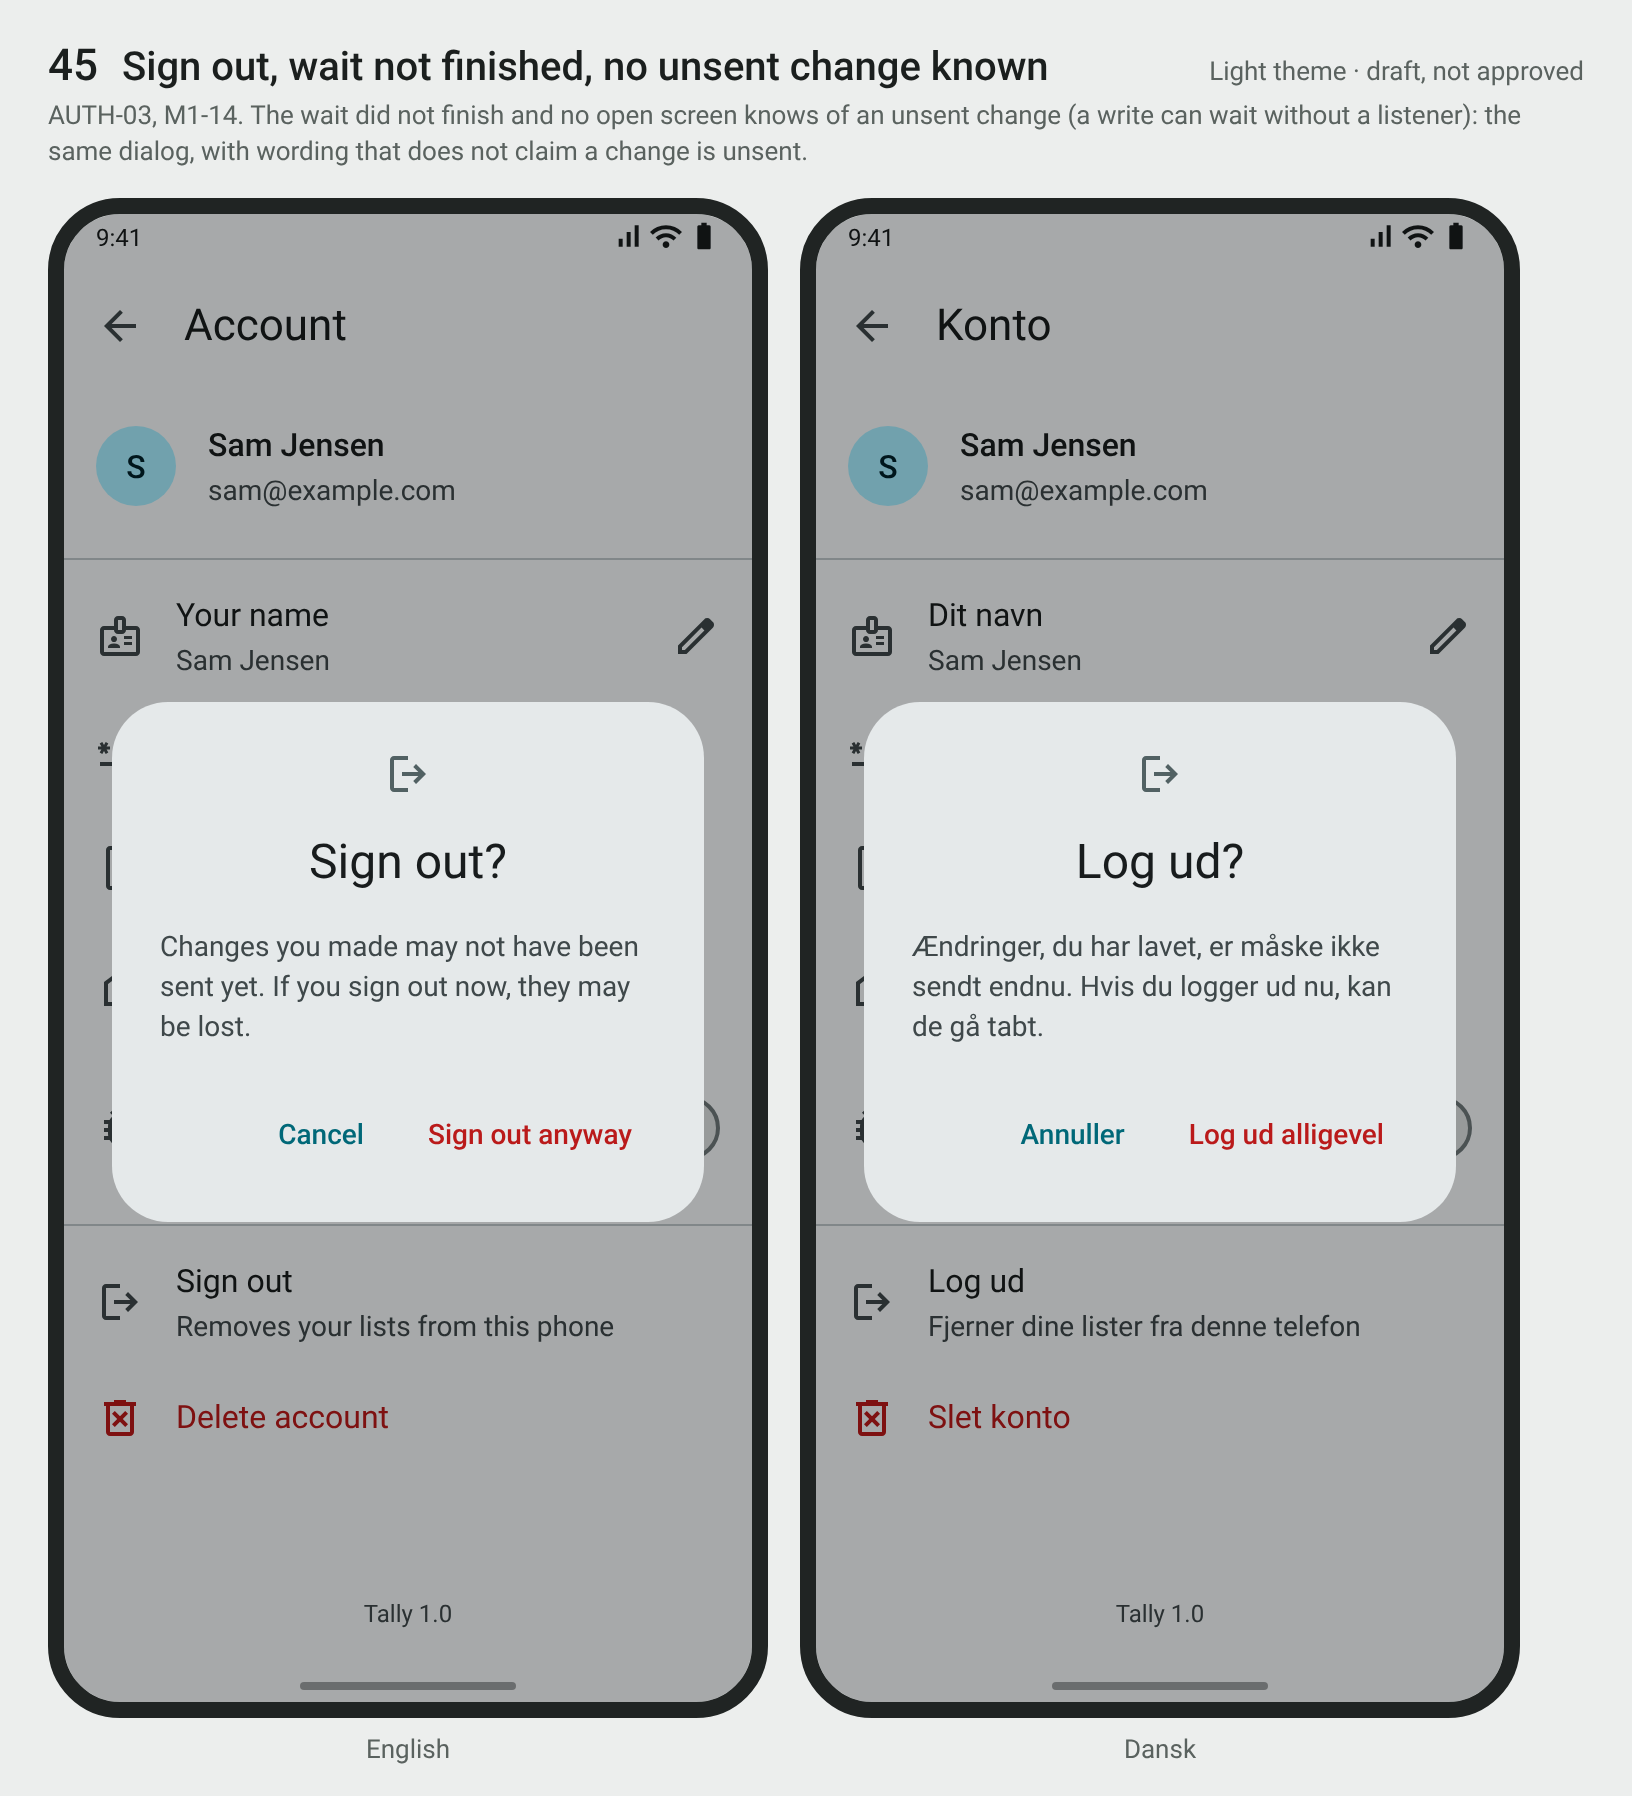 45 Sign out, wait not finished, no unsent change known
Light theme · draft, not approved
AUTH-03, M1-14. The wait did not finish and no open screen knows of an unsent change (a write can wait without a listener): the
same dialog, with wording that does not claim a change is unsent.
9:41
Account
S
Sam Jensen
sam@example.com
Your name
Sam Jensen
Sign out?
Changes you made may not have been
sent yet. If you sign out now, they may
be lost.
Cancel
Sign out anyway
Sign out
Removes your lists from this phone
Delete account
Tally 1.0
English
9:41
Konto
S
Sam Jensen
sam@example.com
Dit navn
Sam Jensen
Log ud?
Ændringer, du har lavet, er måske ikke
sendt endnu. Hvis du logger ud nu, kan
de gå tabt.
Annuller
Log ud alligevel
Log ud
Fjerner dine lister fra denne telefon
Slet konto
Tally 1.0
Dansk